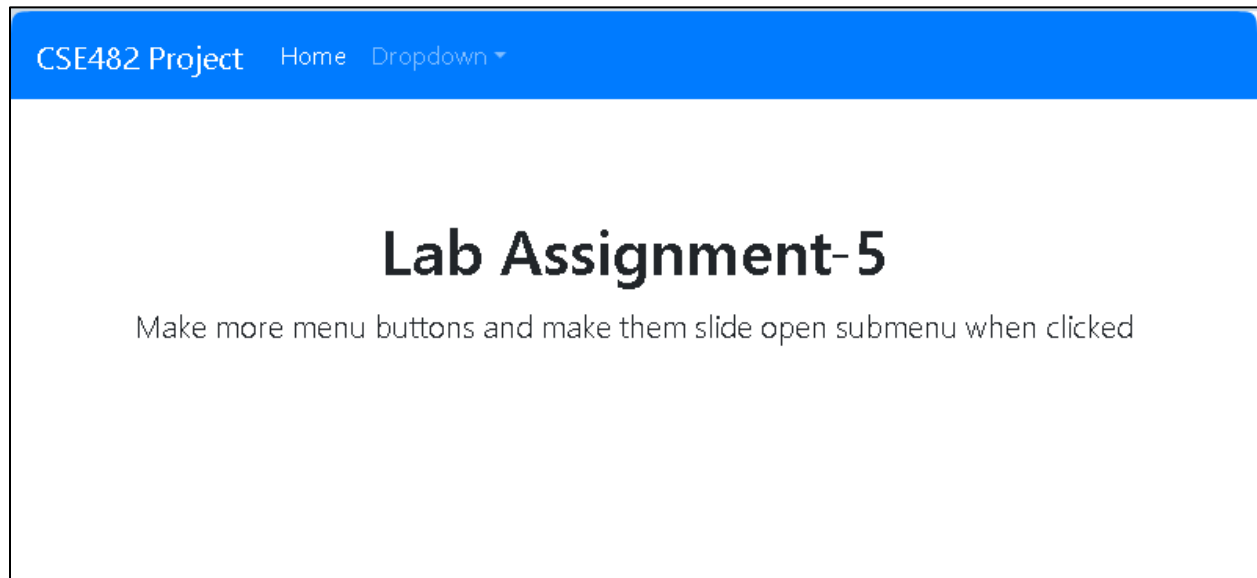 CSE482 Project Home Dropdown
Lab Assignment-5
Make more menu buttons and make them slide open submenu when clicked